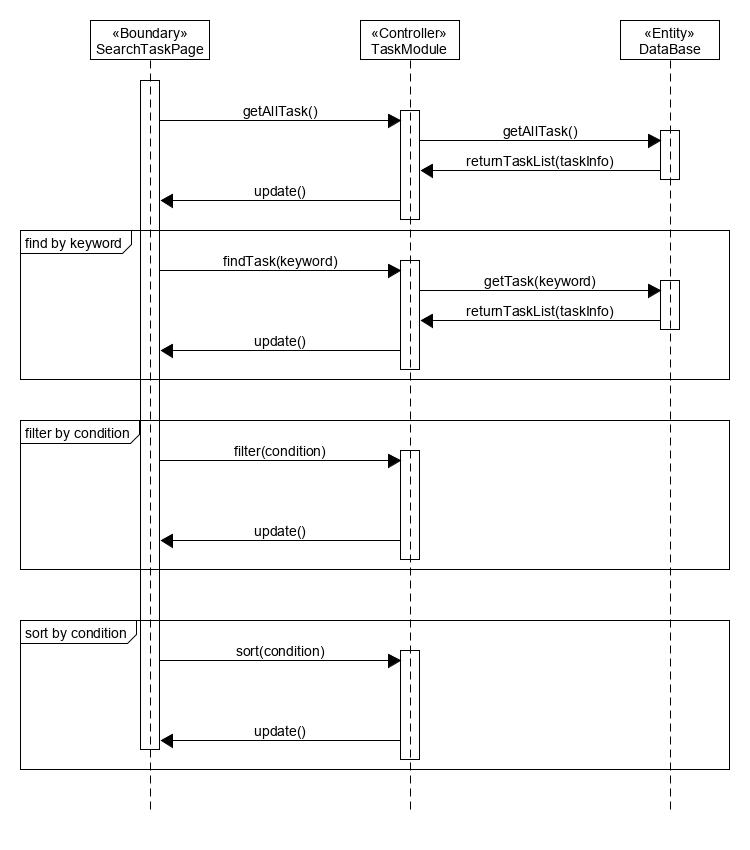 «Boundary»
SearchTaskPage
«Controller»
TaskModule
«Entity»
DataBase
getAllTask()
getAllTask()
returnTaskList(taskInfo)
update()
find by keyword
findTask(keyword)
getTask(keyword)
returnTaskList(taskInfo)
update()
filter by condition
filter(condition)
update()
sort by condition
sort(condition)
update()